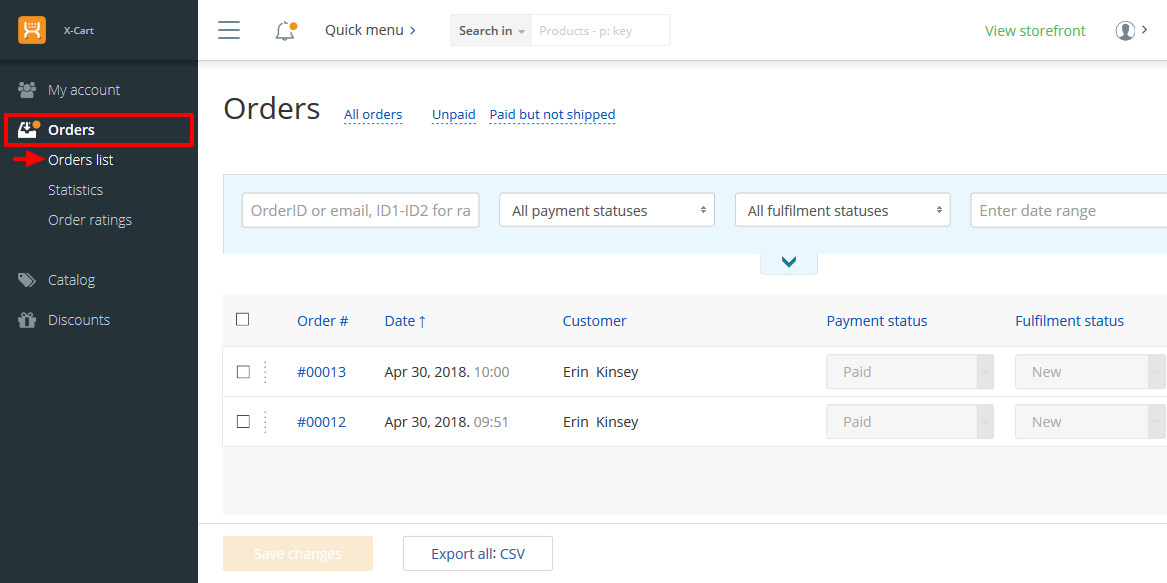 X-Cart
Quick menu
Search in
Products - p: key
View storefront
My account
Orders
Orders list
Statistics
Order ratings
Catalog
Discounts
Orders All orders Unpaid Paid but not shipped
OrderID or email, ID1-ID2 for ra All payment statuses All fulfilment statuses Enter date range
Order # Date ↑ Customer Payment status Fulfilment status
#00013 Apr 30, 2018. 10:00 Erin Kinsey Paid New
#00012 Apr 30, 2018. 09:51 Erin Kinsey Paid New
Save changes Export all: CSV